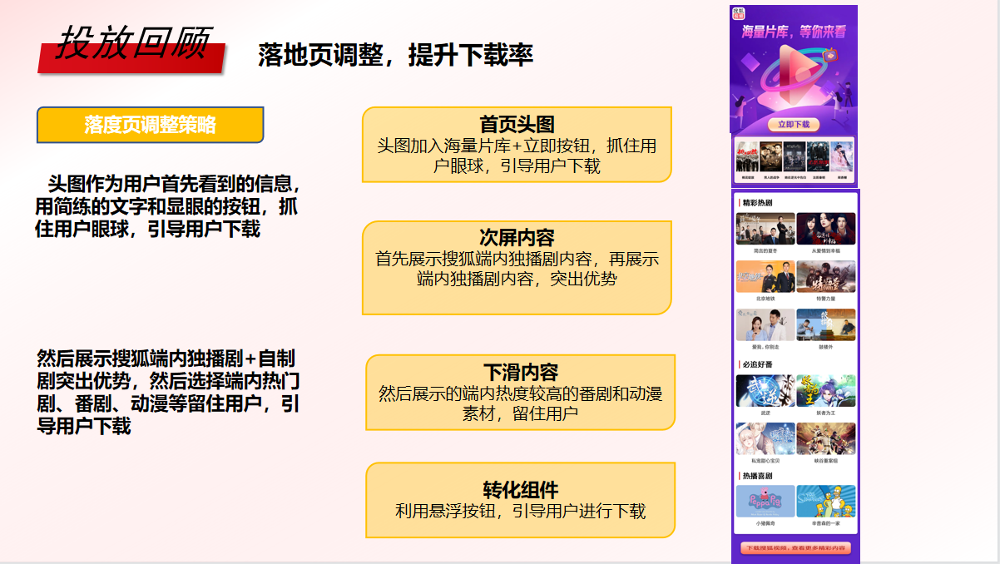 投放回顾
落地页调整，提升下载率
落度页调整策略
头图作为用户首先看到的信息，
用简练的文字和显眼的按钮，抓
住用户眼球，引导用户下载
然后展示搜狐端内独播剧+自制
剧突出优势，然后选择端内热门
剧、番剧、动漫等留住用户，引
导用户下载
首页头图
头图加入海量片库+立即按钮，抓住用
户眼球，引导用户下载
次屏内容
首先展示搜狐端内独播剧内容，再展示
端内独播剧内容，突出优势
下滑内容
然后展示的端内热度较高的番剧和动漫
素材，留住用户
转化组件
利用悬浮按钮，引导用户进行下载
搜狐
视频
海量片库，等你来看
立即下载
精彩热剧
简言的夏冬
从爱情到幸福
北京地铁
特警力量
爱我，你别走
鼓楼外
必追好番
武逆
妖者为王
私宠甜心宝贝
峡谷重案组
热播喜剧
Peppa Pig
小猪佩奇
辛普森的一家
下载搜狐视频，查看更多精彩内容